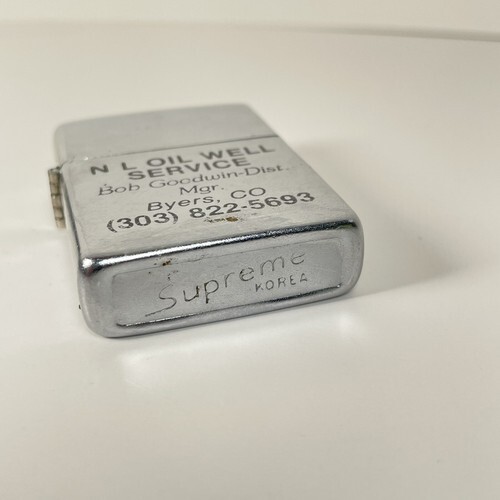 N L OIL WELL
SERVICE
Bob Goodwin-Dist.
Mgr.
Byers, CO
(303) 822-5693
Supreme
KOREA